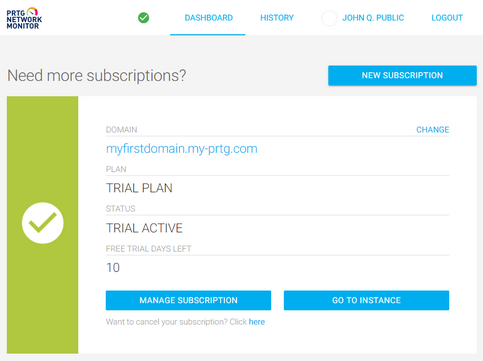 PRTG
NETWORK
MONITOR
DASHBOARD
HISTORY
JOHN Q. PUBLIC
LOGOUT
Need more subscriptions?
NEW SUBSCRIPTION
DOMAIN
CHANGE
myfirstdomain.my-prtg.com
PLAN
TRIAL PLAN
STATUS
TRIAL ACTIVE
FREE TRIAL DAYS LEFT
10
MANAGE SUBSCRIPTION
GO TO INSTANCE
Want to cancel your subscription? Click here